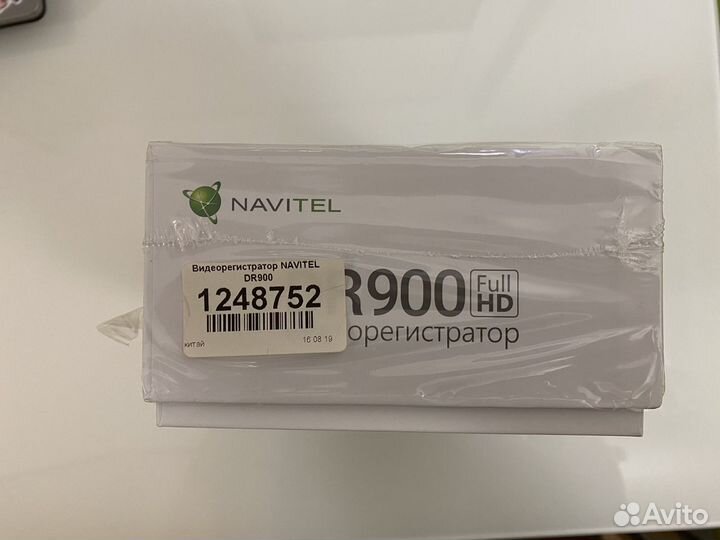 NAVITEL
Видеорегистратор NAVITEL
DR900
1248752
китай 16 08 19
R900 Full HD
орегистратор
Avito